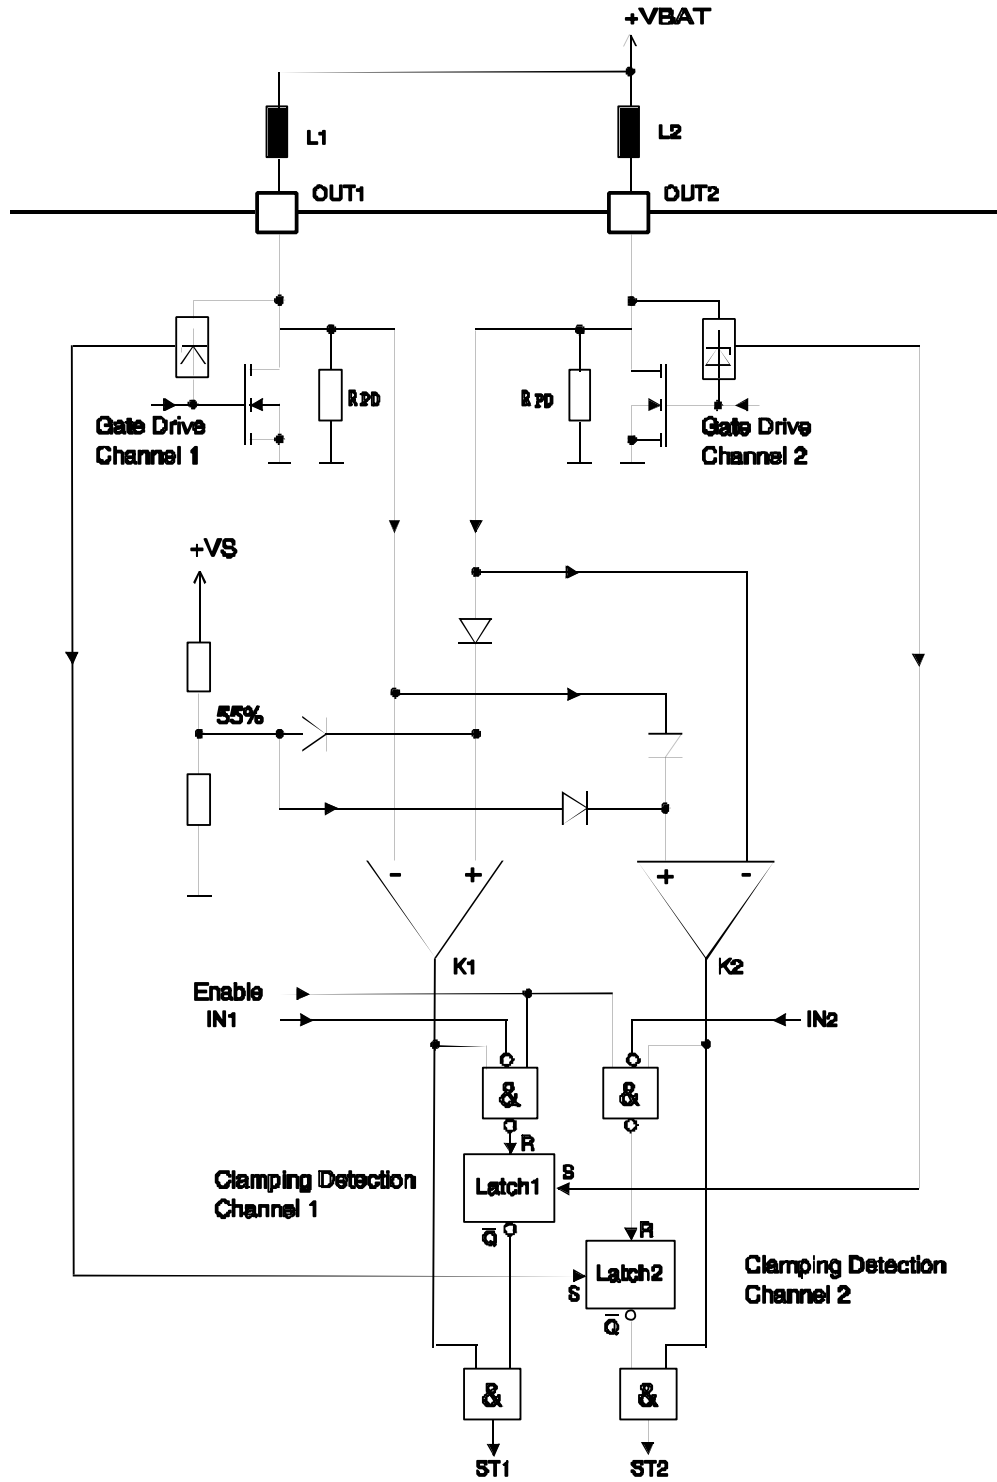 +VBAT
L1
L2
OUT1
OUT2
RPD
RPD
Gate Drive
Channel 1
Gate Drive
Channel 2
+VS
55%
-
+
+
-
K1
K2
Enable
IN1
IN2
&
&
R
S
Latch1
Clamping Detection
Channel 1
Q̅
R
Latch2
S
Clamping Detection
Channel 2
Q̅
&
&
ST1
ST2